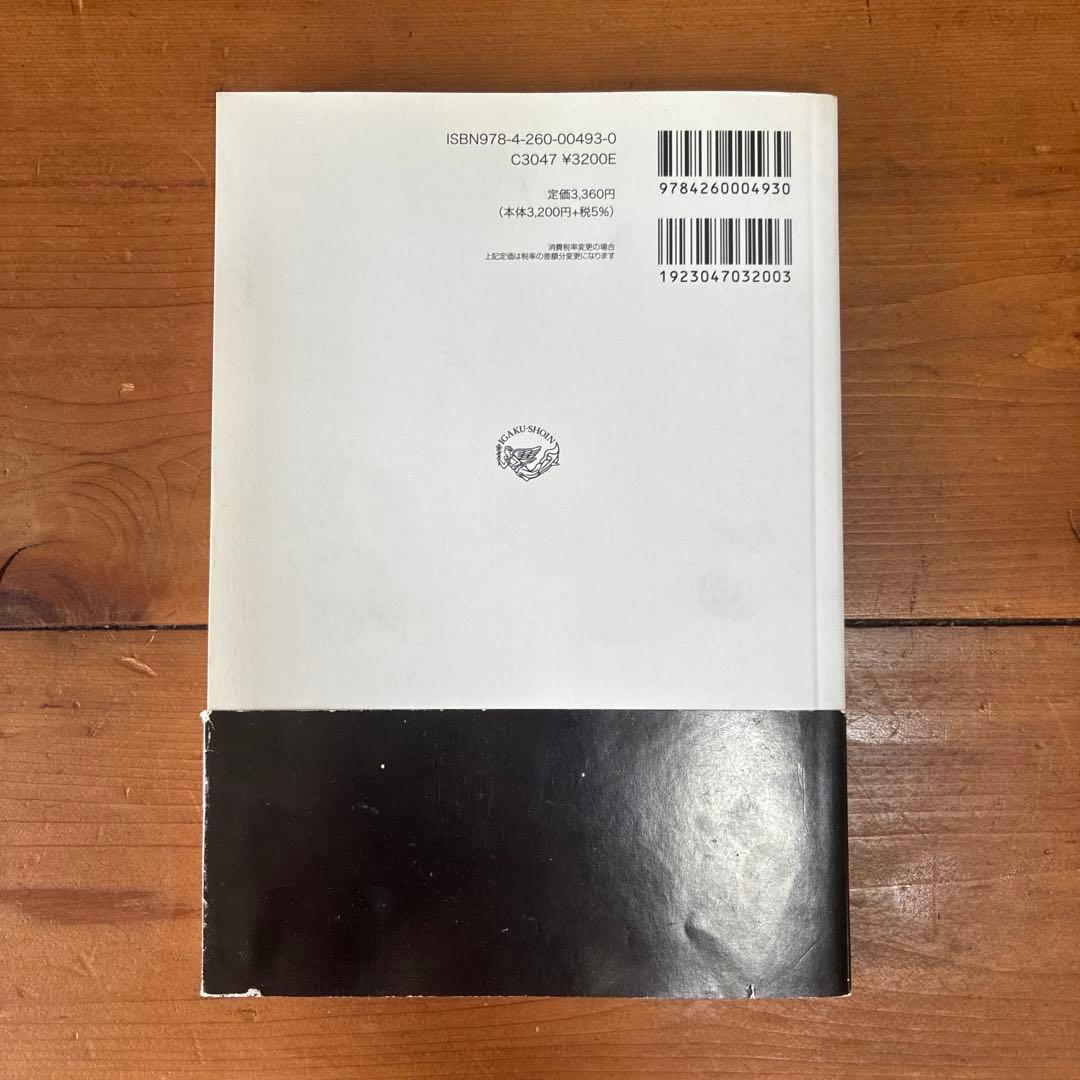 ISBN978-4-260-00493-0
C3047 ¥3200E
定価3,360円
（本体3,200円+税5%）
消費税率変更の場合
上記定価は税率の差額分変更になります
9784260004930
1923047032003
IGAKU-SHOIN